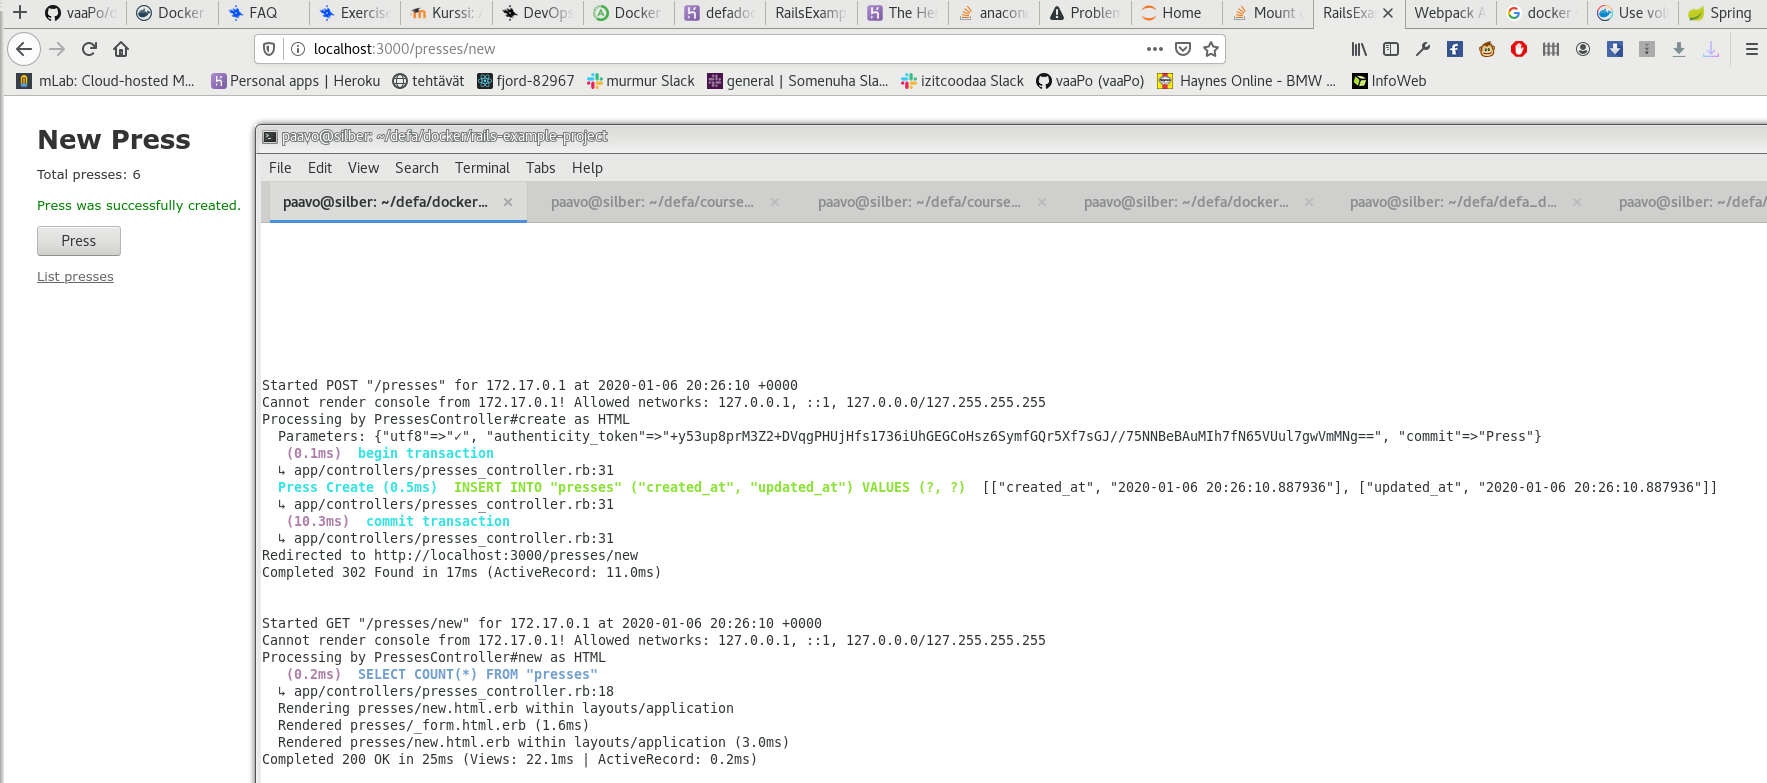 vaaPo/d
Docker
FAQ
Exercise
Kurssi: A
DevOps
Docker
defadoc
RailsExamp
The Her
anacond
Problem
Home
Mount
RailsExa
Webpack A
docker
Use vol
Spring
localhost:3000/presses/new
mLab: Cloud-hosted M...
Personal apps | Heroku
tehtävät
fjord-82967
murmur Slack
general | Somenuha Sla...
izitcoodaa Slack
vaaPo (vaaPo)
Haynes Online - BMW ...
InfoWeb
New Press
Total presses: 6
Press was successfully created.
Press
List presses
paavo@silber: ~/defa/docker/rails-example-project
File Edit View Search Terminal Tabs Help
paavo@silber: ~/defa/docker...
paavo@silber: ~/defa/course...
paavo@silber: ~/defa/course...
paavo@silber: ~/defa/docker...
paavo@silber: ~/defa/defa_d...
paavo@silber: ~/defa/
Started POST "/presses" for 172.17.0.1 at 2020-01-06 20:26:10 +0000
Cannot render console from 172.17.0.1! Allowed networks: 127.0.0.1, ::1, 127.0.0.0/127.255.255.255
Processing by PressesController#create as HTML
Parameters: {"utf8"=>"✓", "authenticity_token"=>"+y53up8prM3Z2+DVqgPHUjHfs1736iUhGEGCoHsz6SymfGQr5Xf7sGJ//75NNBeBAuMIh7fN65VUul7gwVmMNg==", "commit"=>"Press"}
(0.1ms) begin transaction
↳ app/controllers/presses_controller.rb:31
Press Create (0.5ms) INSERT INTO "presses" ("created_at", "updated_at") VALUES (?, ?) [["created_at", "2020-01-06 20:26:10.887936"], ["updated_at", "2020-01-06 20:26:10.887936"]]
↳ app/controllers/presses_controller.rb:31
(10.3ms) commit transaction
↳ app/controllers/presses_controller.rb:31
Redirected to http://localhost:3000/presses/new
Completed 302 Found in 17ms (ActiveRecord: 11.0ms)
Started GET "/presses/new" for 172.17.0.1 at 2020-01-06 20:26:10 +0000
Cannot render console from 172.17.0.1! Allowed networks: 127.0.0.1, ::1, 127.0.0.0/127.255.255.255
Processing by PressesController#new as HTML
(0.2ms) SELECT COUNT(*) FROM "presses"
↳ app/controllers/presses_controller.rb:18
Rendering presses/new.html.erb within layouts/application
Rendered presses/_form.html.erb (1.6ms)
Rendered presses/new.html.erb within layouts/application (3.0ms)
Completed 200 OK in 25ms (Views: 22.1ms | ActiveRecord: 0.2ms)